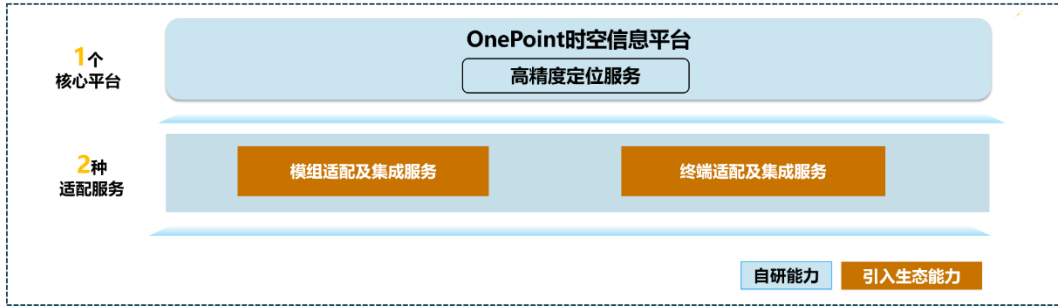 1个
核心平台
OnePoint时空信息平台
高精度定位服务
2种
适配服务
模组适配及集成服务
终端适配及集成服务
自研能力
引入生态能力